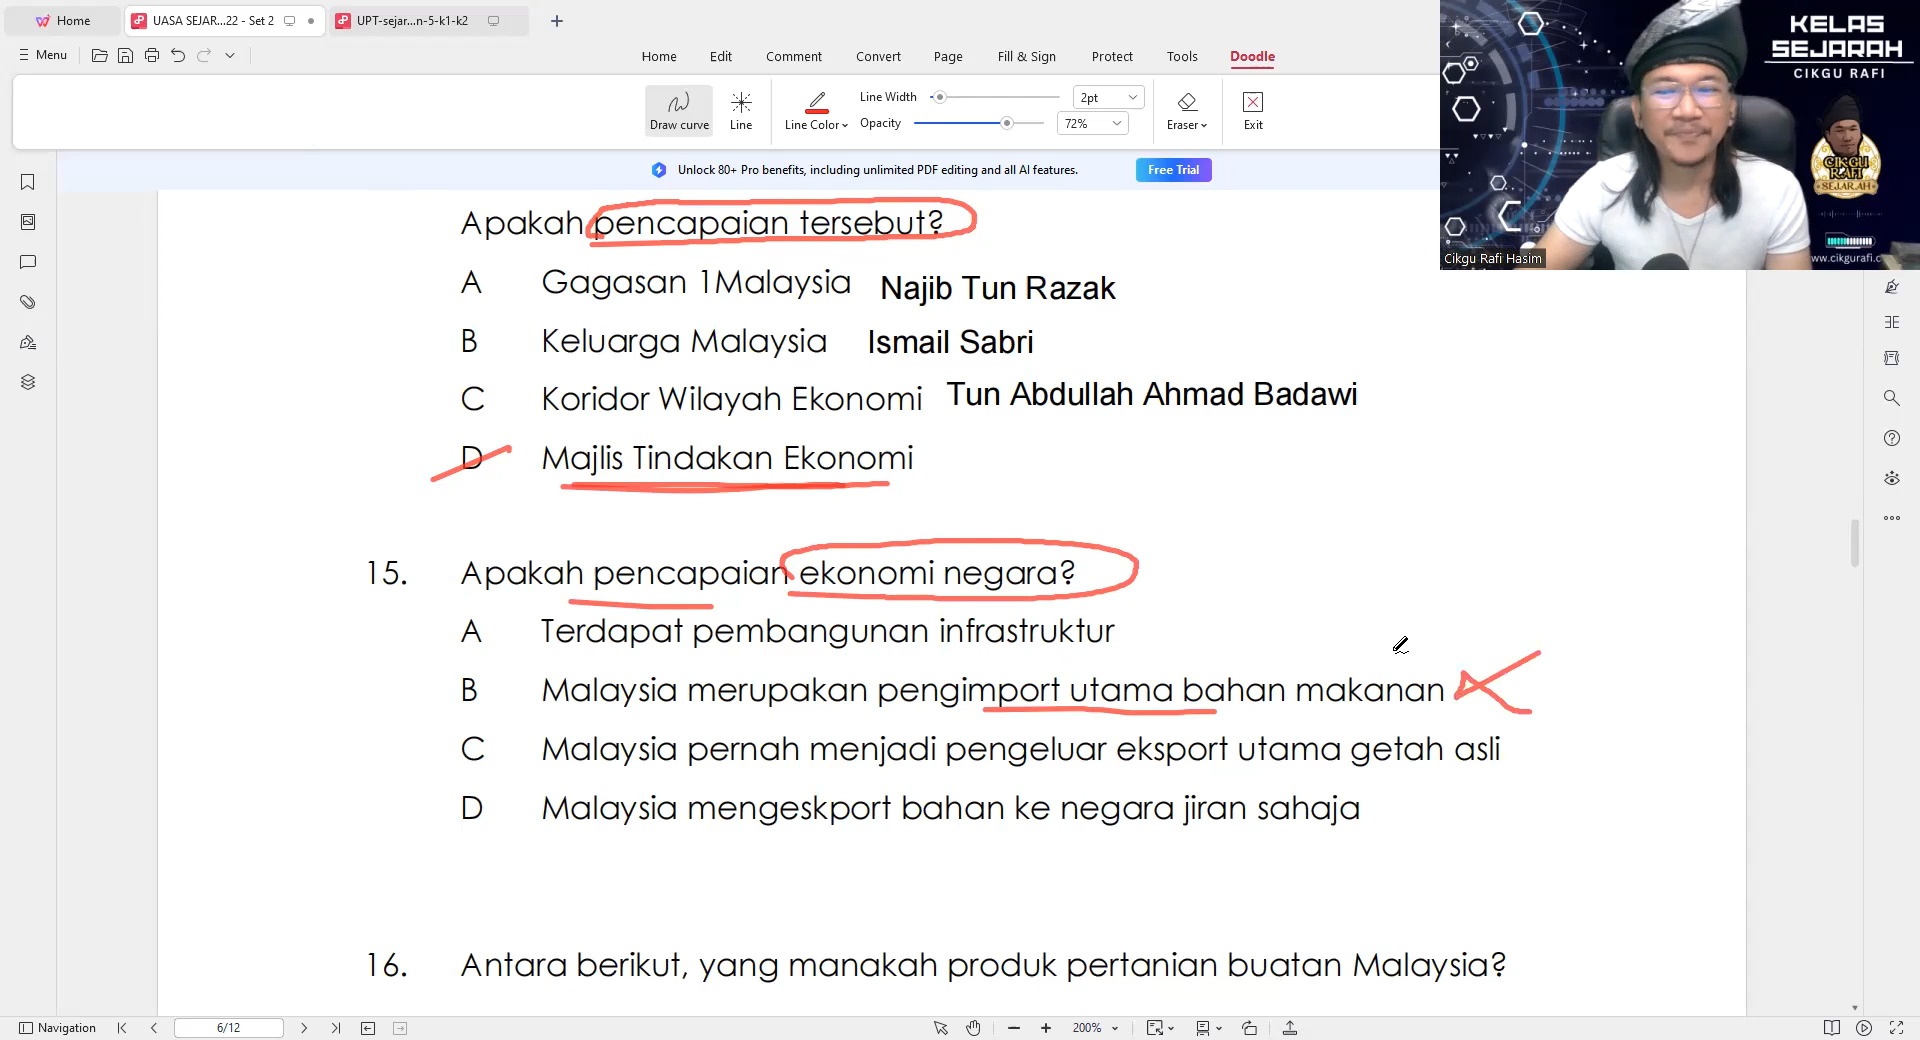 Home
UASA SEJAR...22 - Set 2
UPT-sejar...n-5-k1-k2
Menu
Home Edit Comment Convert Page Fill & Sign Protect Tools Doodle
Draw curve
Line
Line Color
Line Width 2pt
Opacity 72%
Eraser
Exit
Unlock 80+ Pro benefits, including unlimited PDF editing and all AI features.
Free Trial
KELAS
SEJARAH
CIKGU RAFI
CIKGU
RAFI
SEJARAH
Cikgu Rafi Hasim
www.cikgurafi.c
Apakah pencapaian tersebut?
A Gagasan 1Malaysia Najib Tun Razak
B Keluarga Malaysia Ismail Sabri
C Koridor Wilayah Ekonomi Tun Abdullah Ahmad Badawi
D Majlis Tindakan Ekonomi
15. Apakah pencapaian ekonomi negara?
A Terdapat pembangunan infrastruktur
B Malaysia merupakan pengimport utama bahan makanan
C Malaysia pernah menjadi pengeluar eksport utama getah asli
D Malaysia mengeskport bahan ke negara jiran sahaja
16. Antara berikut, yang manakah produk pertanian buatan Malaysia?
Navigation
6/12
200%